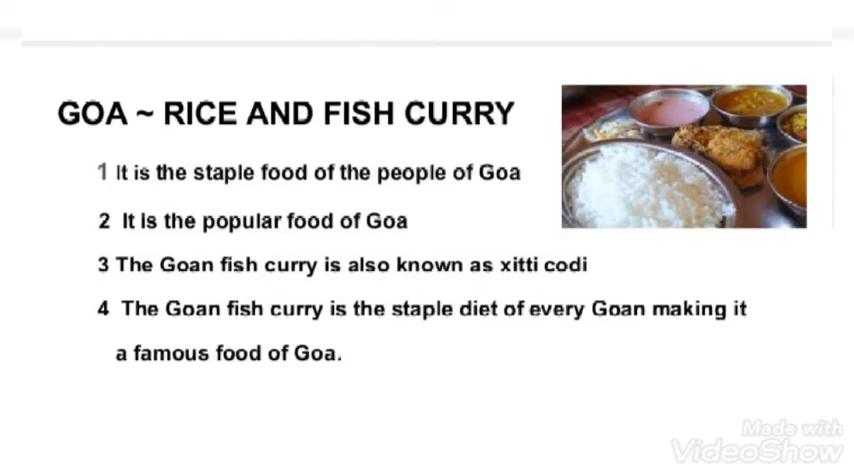 GOA ~ RICE AND FISH CURRY
1 It is the staple food of the people of Goa
2 It is the popular food of Goa
3 The Goan fish curry is also known as xitti codi
4 The Goan fish curry is the staple diet of every Goan making it
a famous food of Goa.
Made with
VideoShow